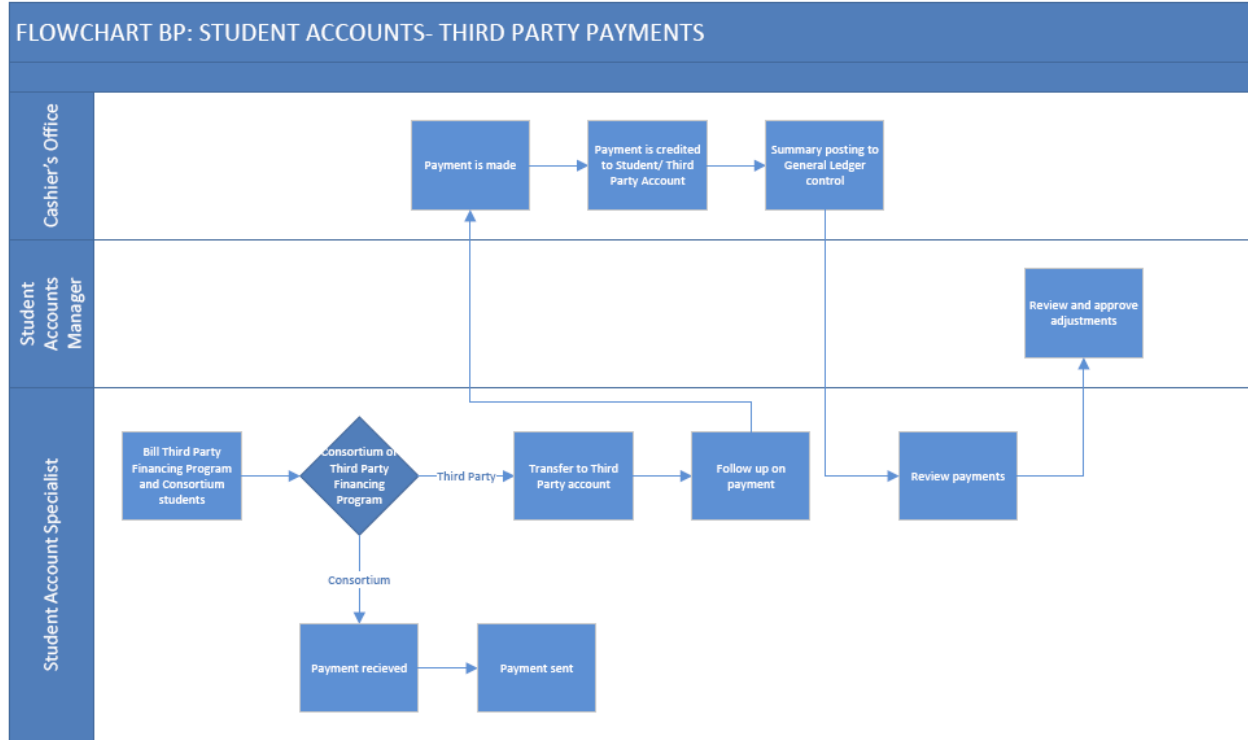 FLOWCHART BP: STUDENT ACCOUNTS- THIRD PARTY PAYMENTS
Cashier's Office
Payment is made
Payment is credited
to Student/ Third
Party Account
Summary posting to
General Ledger
control
Student
Accounts
Manager
Review and approve
adjustments
Student Account Specialist
Bill Third Party
Financing Program
and Consortium
students
Consortium or
Third Party
Financing
Program
Third Party
Transfer to Third
Party account
Follow up on
payment
Review payments
Consortium
Payment recieved
Payment sent